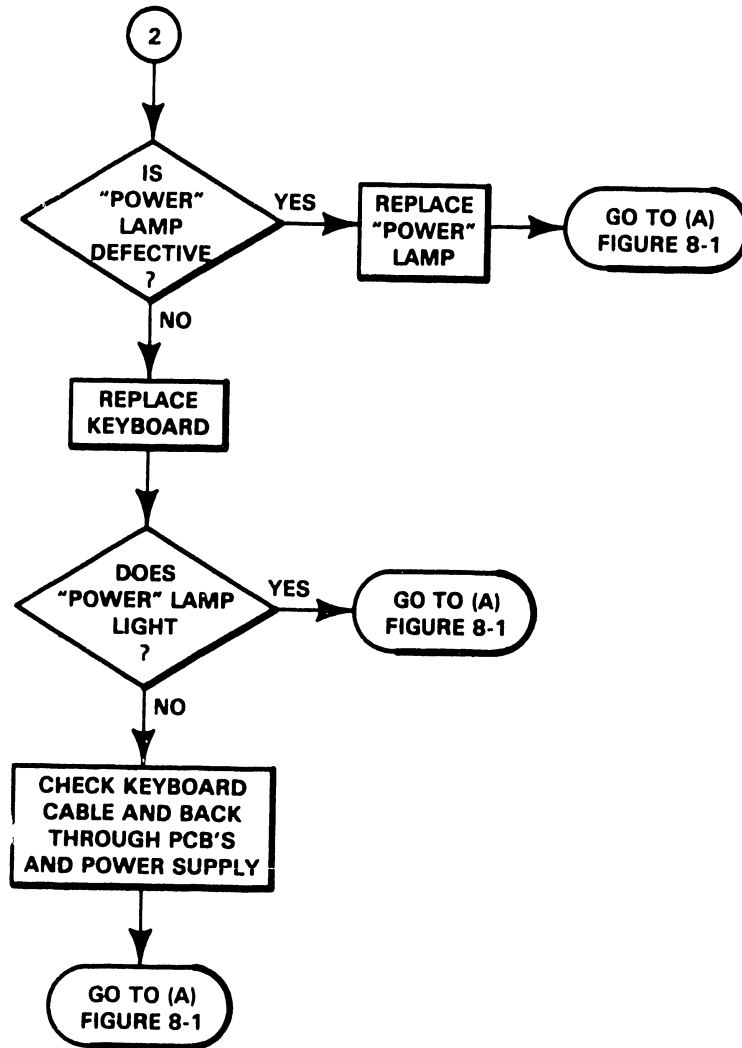 2
IS
"POWER"
LAMP
DEFECTIVE
?
YES
REPLACE
"POWER"
LAMP
GO TO (A)
FIGURE 8-1
NO
REPLACE
KEYBOARD
DOES
"POWER" LAMP
LIGHT
?
YES
GO TO (A)
FIGURE 8-1
NO
CHECK KEYBOARD
CABLE AND BACK
THROUGH PCB'S
AND POWER SUPPLY
GO TO (A)
FIGURE 8-1